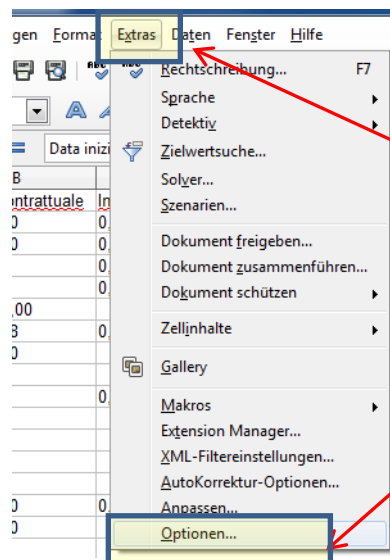 gen Format Extras Daten Fenster Hilfe
Rechtschreibung... F7
Sprache
Detektiv
Data inizi
Zielwertsuche...
B
Solver...
ontrattuale In
Szenarien...
0 0,
0 0,
Dokument freigeben...
0,
Dokument zusammenführen...
0,
Dokument schützen
,00
8 0,
Zellinhalte
0
Gallery
0,
Makros
Extension Manager...
XML-Filtereinstellungen...
AutoKorrektur-Optionen...
0 0,
Anpassen...
0
Optionen...